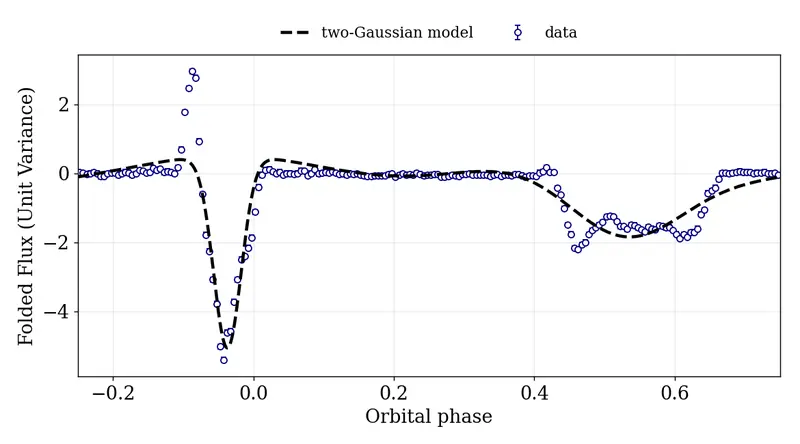 two-Gaussian model
data
Folded Flux (Unit Variance)
2
0
−2
−4
−0.2
0.0
0.2
0.4
0.6
Orbital phase